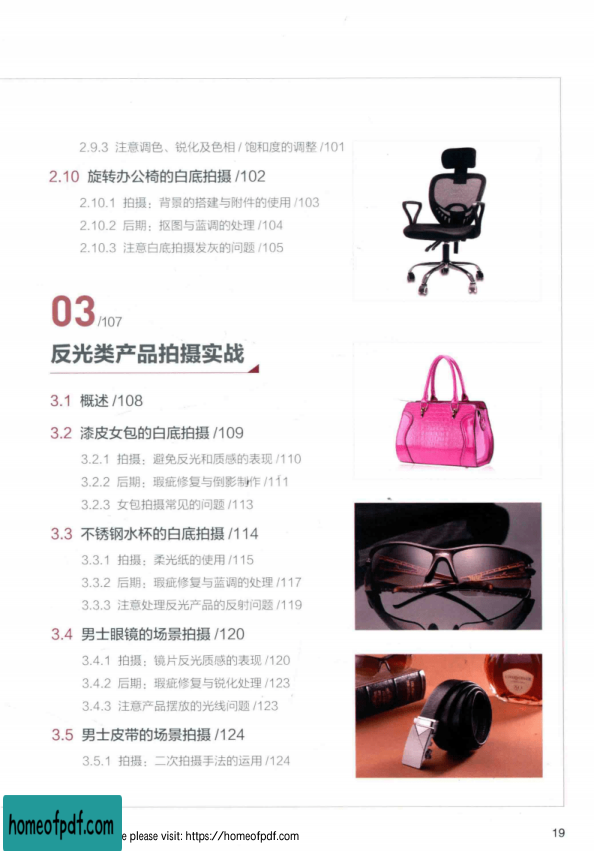 2.9.3 注意调色、锐化及色相 / 饱和度的调整 /101
2.10 旋转办公椅的白底拍摄 /102
2.10.1 拍摄：背景的搭建与附件的使用 /103
2.10.2 后期：抠图与蓝调的处理 /104
2.10.3 注意白底拍摄发灰的问题 /105
03 /107
反光类产品拍摄实战
3.1 概述 /108
3.2 漆皮女包的白底拍摄 /109
3.2.1 拍摄：避免反光和质感的表现 /110
3.2.2 后期：瑕疵修复与倒影制作 /111
3.2.3 女包拍摄常见的问题 /113
3.3 不锈钢水杯的白底拍摄 /114
3.3.1 拍摄：柔光纸的使用 /115
3.3.2 后期：瑕疵修复与蓝调的处理 /117
3.3.3 注意处理反光产品的反射问题 /119
3.4 男士眼镜的场景拍摄 /120
3.4.1 拍摄：镜片反光质感的表现 /120
3.4.2 后期：瑕疵修复与锐化处理 /123
3.4.3 注意产品摆放的光线问题 /123
3.5 男士皮带的场景拍摄 /124
3.5.1 拍摄：二次拍摄手法的运用 /124
homeofpdf.com
e please visit: https://homeofpdf.com
19